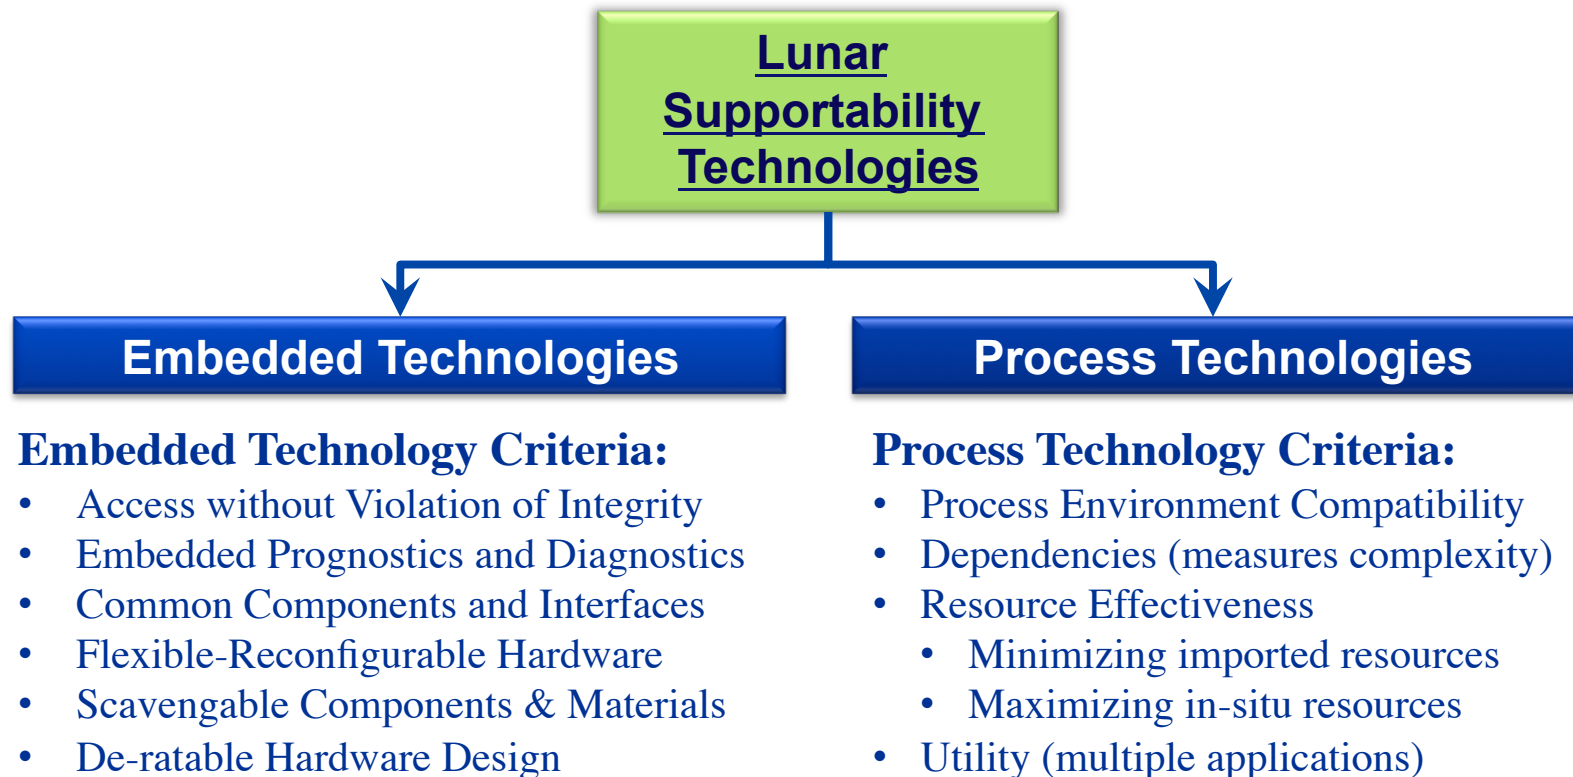 Lunar
Supportability
Technologies
Embedded Technologies
Embedded Technology Criteria:
• Access without Violation of Integrity
• Embedded Prognostics and Diagnostics
• Common Components and Interfaces
• Flexible-Reconfigurable Hardware
• Scavengable Components & Materials
• De-ratable Hardware Design
Process Technologies
Process Technology Criteria:
• Process Environment Compatibility
• Dependencies (measures complexity)
• Resource Effectiveness
• Minimizing imported resources
• Maximizing in-situ resources
• Utility (multiple applications)